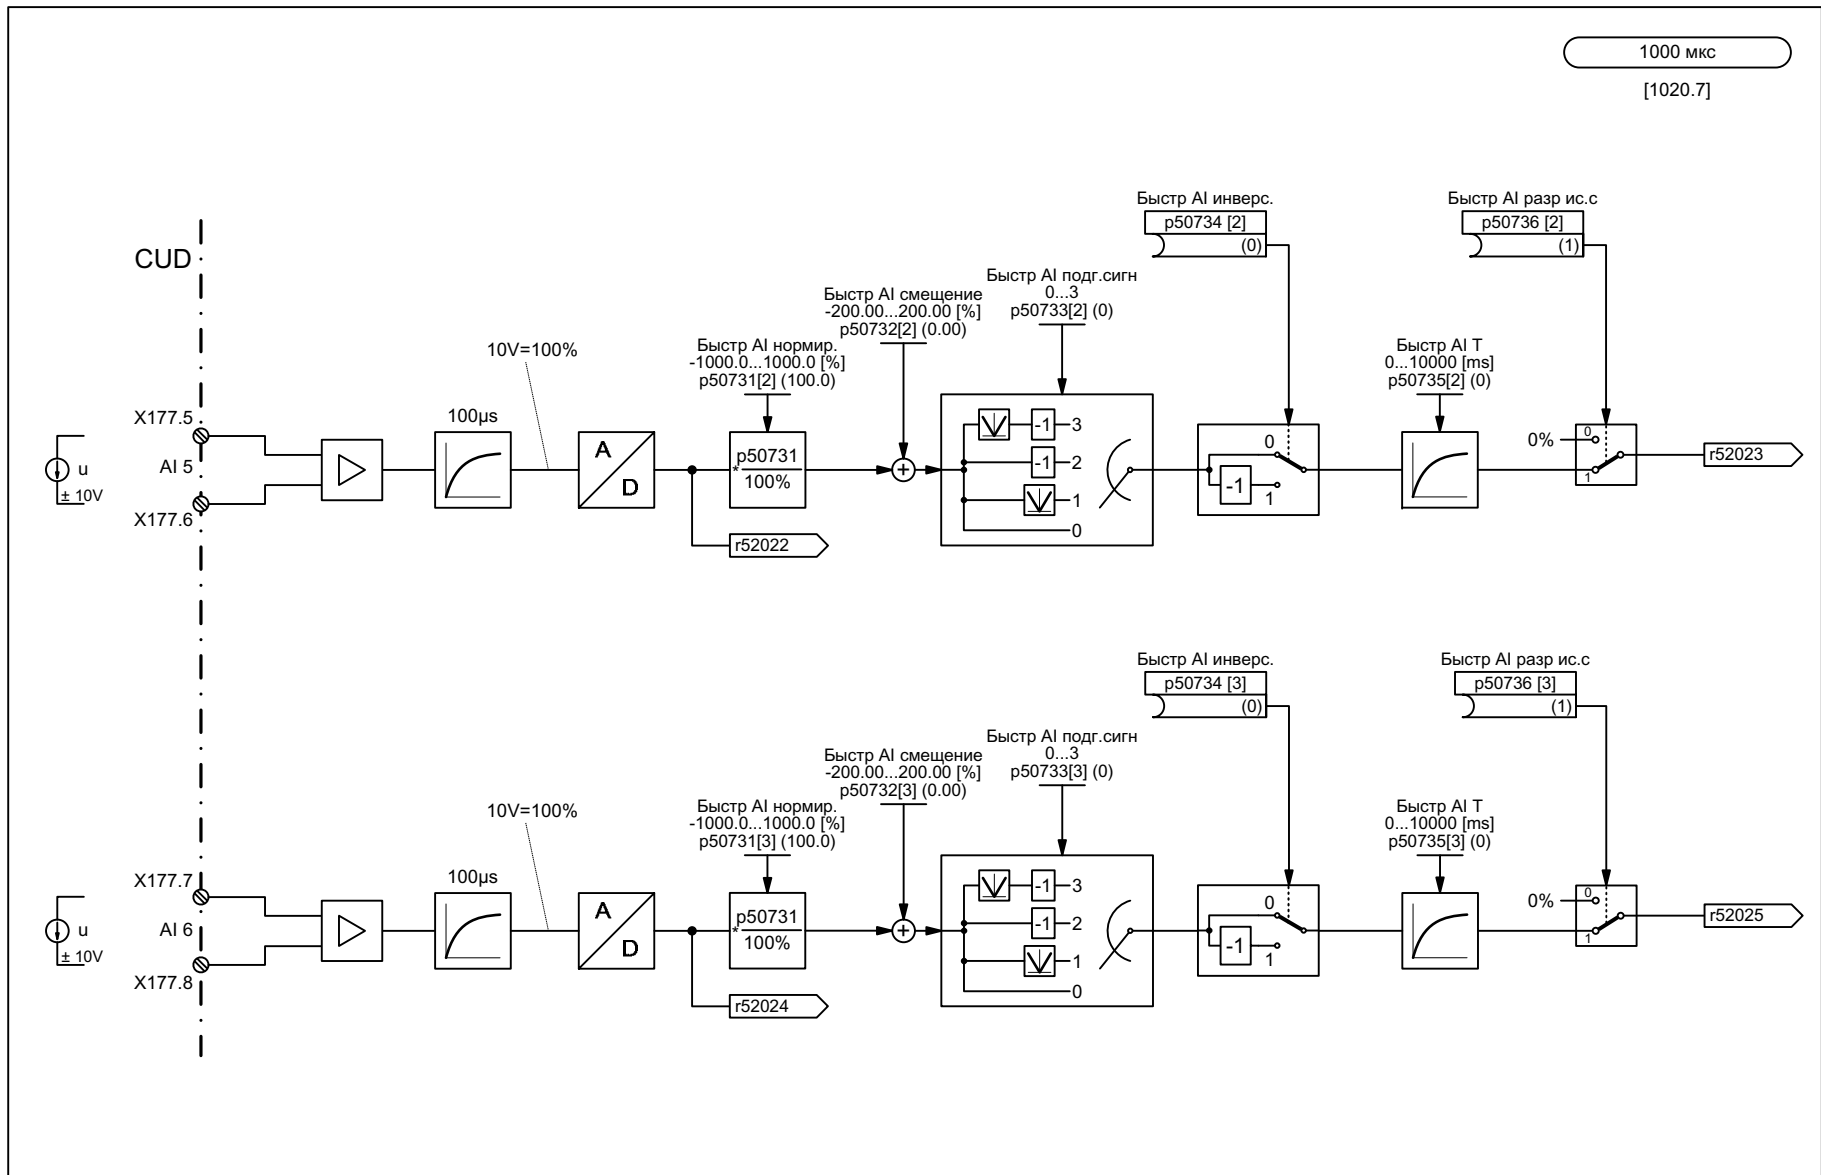 1000 мкс
[1020.7]
CUD
Быстр AI инверс.
p50734 [2]
(0)
Быстр AI разр ис.с
p50736 [2]
(1)
Быстр AI подг.сигн
0...3
p50733[2] (0)
Быстр AI смещение
-200.00...200.00 [%]
p50732[2] (0.00)
Быстр AI нормир.
-1000.0...1000.0 [%]
p50731[2] (100.0)
Быстр AI T
0...10000 [ms]
p50735[2] (0)
10V=100%
100µs
X177.5
AI 5
X177.6
u
± 10V
A
D
* p50731
100%
r52022
-1 3
-1 2
1
0
0
-1
1
0%
0
1
r52023
Быстр AI инверс.
p50734 [3]
(0)
Быстр AI разр ис.с
p50736 [3]
(1)
Быстр AI подг.сигн
0...3
p50733[3] (0)
Быстр AI смещение
-200.00...200.00 [%]
p50732[3] (0.00)
Быстр AI нормир.
-1000.0...1000.0 [%]
p50731[3] (100.0)
Быстр AI T
0...10000 [ms]
p50735[3] (0)
10V=100%
100µs
X177.7
AI 6
X177.8
u
± 10V
A
D
* p50731
100%
r52024
-1 3
-1 2
1
0
0
-1
1
0%
0
1
r52025